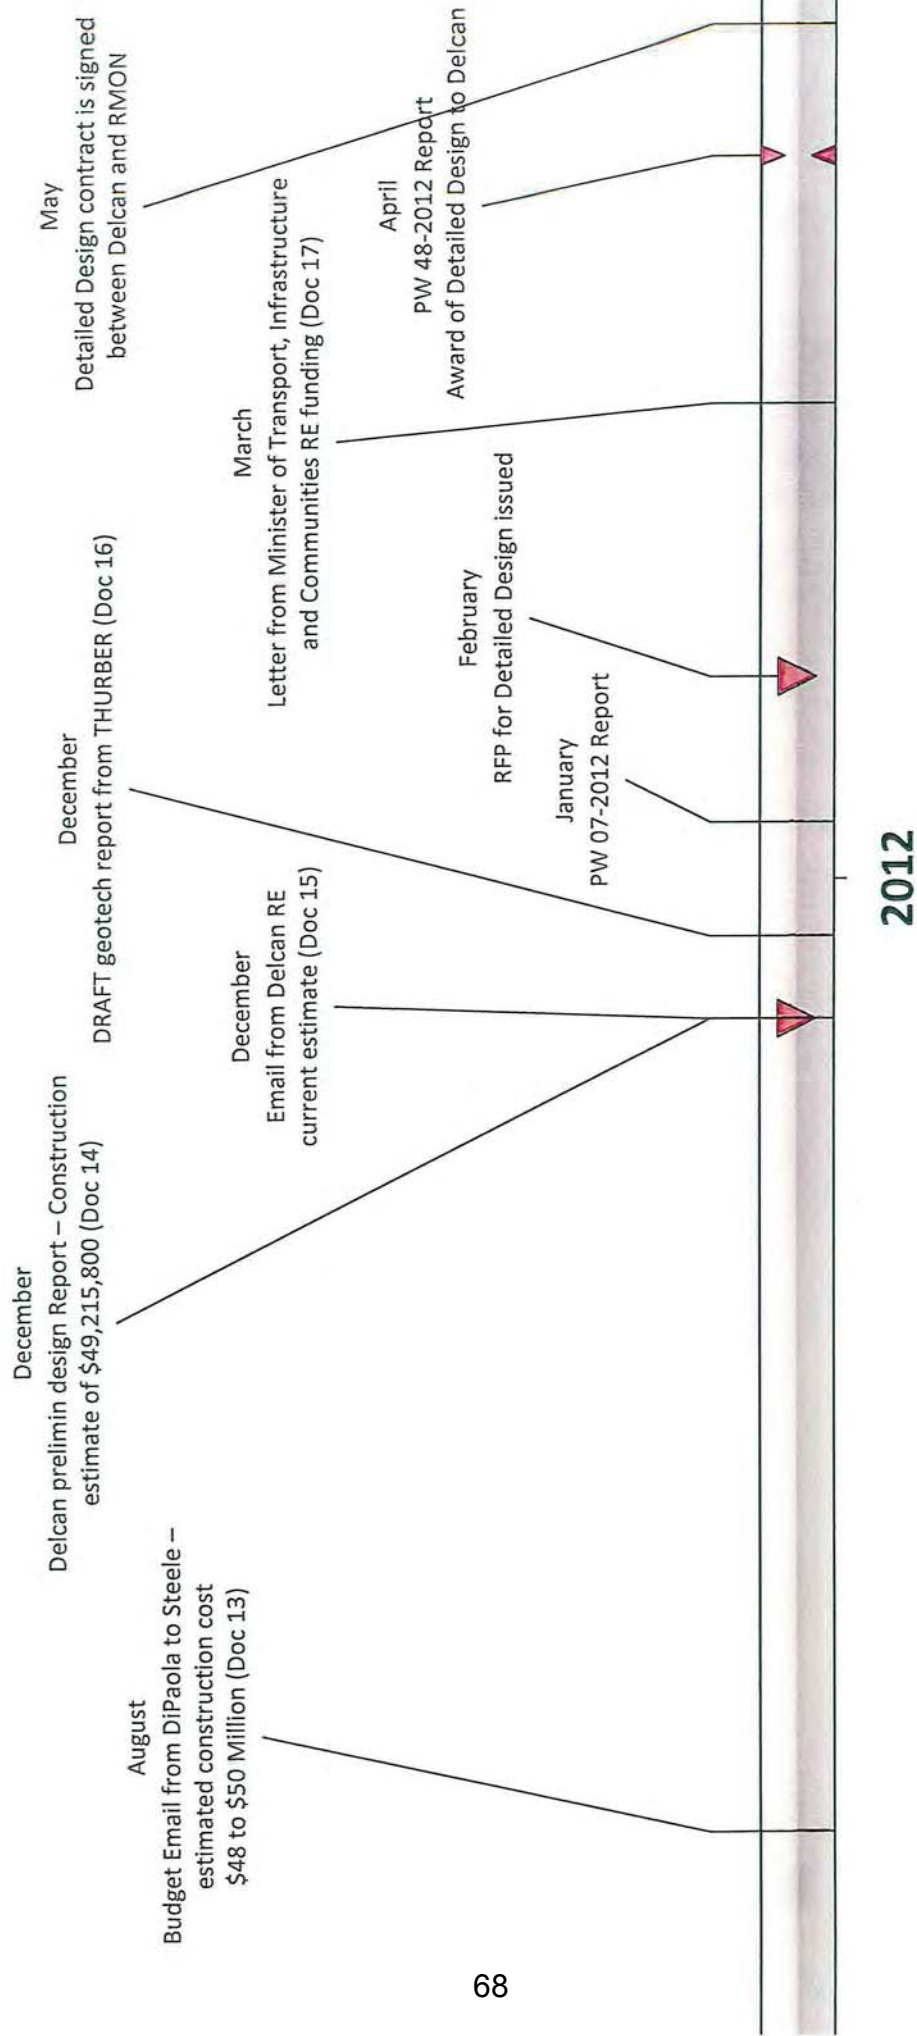 August
Budget Email from DiPaola to Steele –
estimated construction cost
$48 to $50 Million (Doc 13)
December
Delcan prelimin design Report – Construction
estimate of $49,215,800 (Doc 14)
December
Email from Delcan RE
current estimate (Doc 15)
December
DRAFT geotech report from THURBER (Doc 16)
January
PW 07-2012 Report
February
RFP for Detailed Design issued
March
Letter from Minister of Transport, Infrastructure
and Communities RE funding (Doc 17)
April
PW 48-2012 Report
Award of Detailed Design to Delcan
May
Detailed Design contract is signed
between Delcan and RMON
2012
68